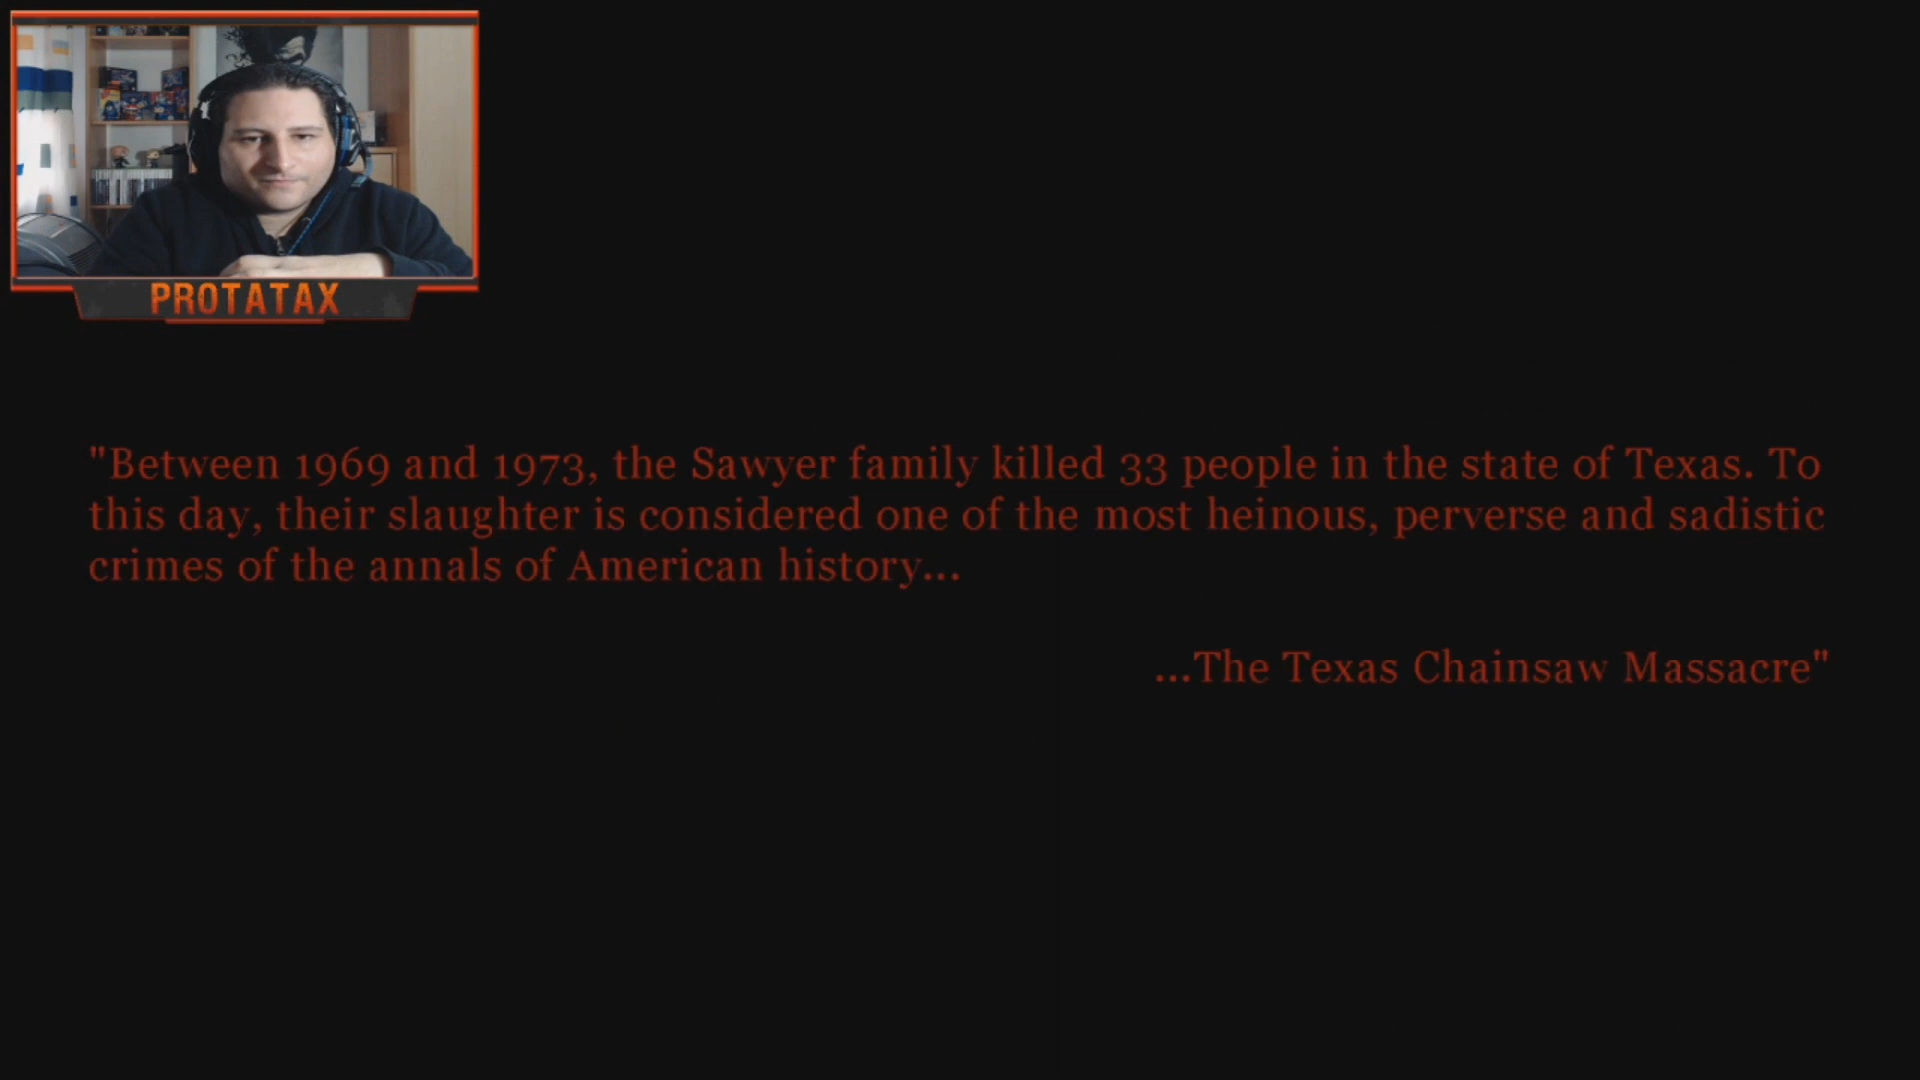 PROTATAX
"Between 1969 and 1973, the Sawyer family killed 33 people in the state of Texas. To
this day, their slaughter is considered one of the most heinous, perverse and sadistic
crimes of the annals of American history...
...The Texas Chainsaw Massacre"